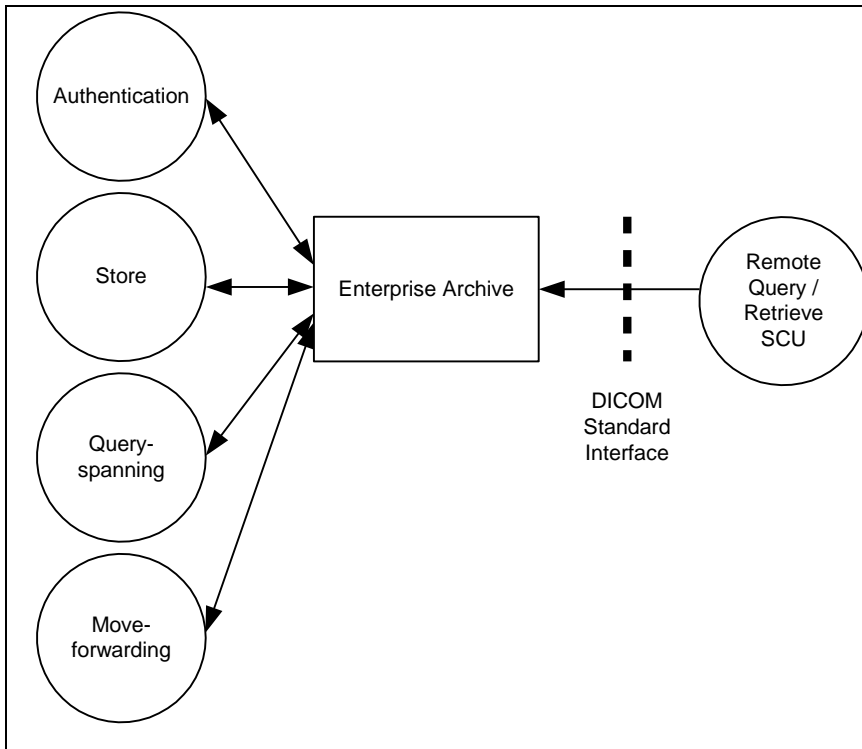 Authentication
Store
Query-
spanning
Move-
forwarding
Enterprise Archive
DICOM
Standard
Interface
Remote
Query /
Retrieve
SCU